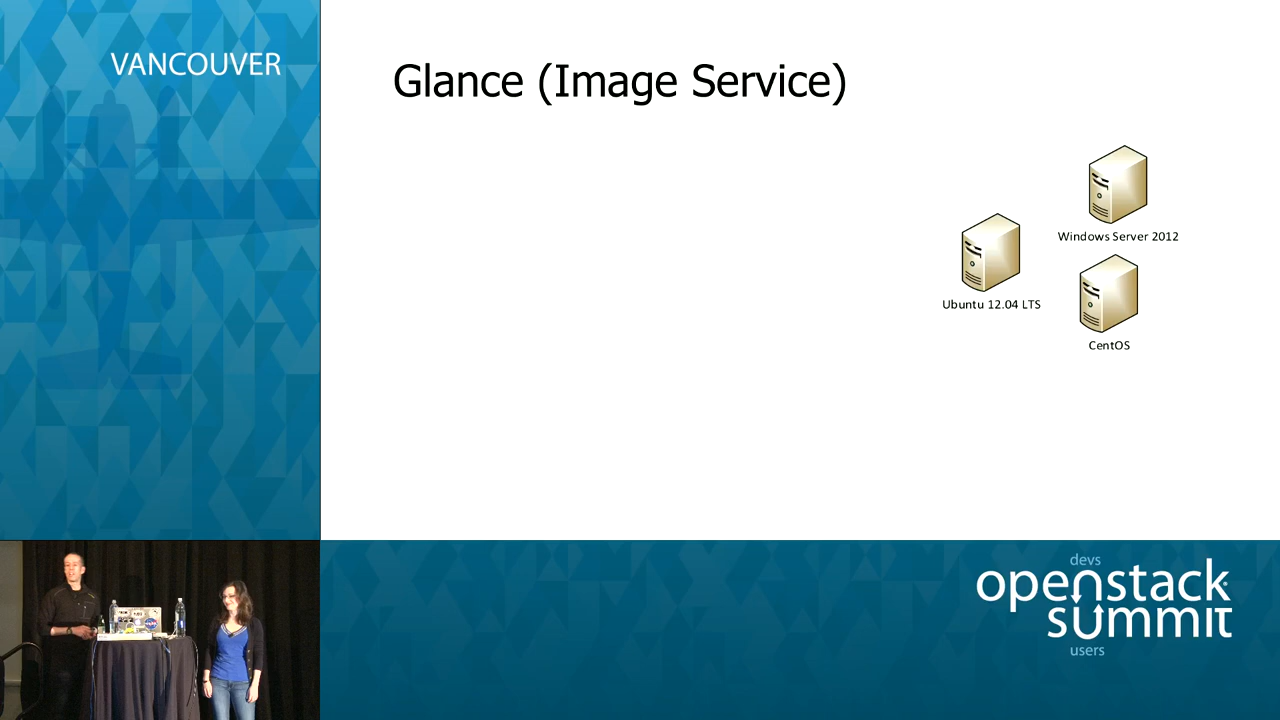 VANCOUVER
Glance (Image Service)
Windows Server 2012
Ubuntu 12.04 LTS
CentOS
devs
openstack
summit
users